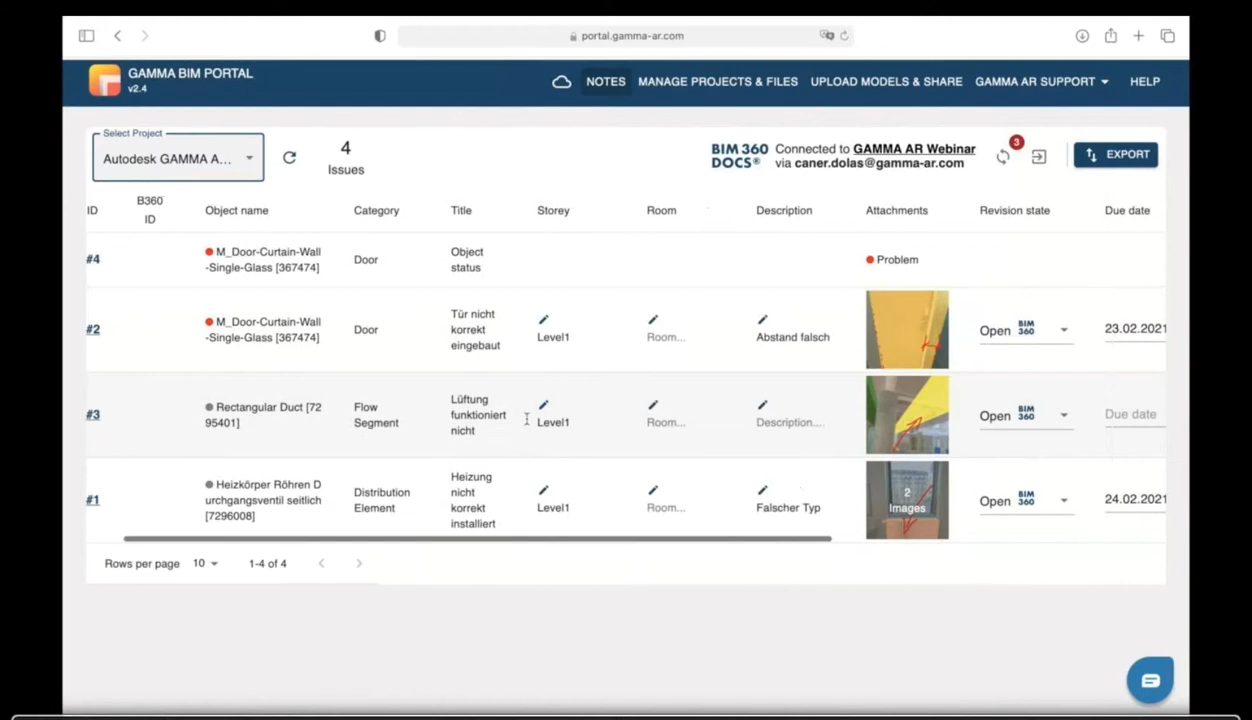 portal.gamma-ar.com
GAMMA BIM PORTAL
v2.4
NOTES
MANAGE PROJECTS & FILES
UPLOAD MODELS & SHARE
GAMMA AR SUPPORT
HELP
Select Project
Autodesk GAMMA A...
4
Issues
BIM 360
DOCS®
Connected to GAMMA AR Webinar
via caner.dolas@gamma-ar.com
3
EXPORT
ID
B360
ID
Object name
Category
Title
Storey
Room
Description
Attachments
Revision state
Due date
#4
M_Door-Curtain-Wall
-Single-Glass [367474]
Door
Object
status
Problem
#2
M_Door-Curtain-Wall
-Single-Glass [367474]
Door
Tür nicht
korrekt
eingebaut
Level1
Room...
Abstand falsch
Open
BIM
360
23.02.2021
#3
Rectangular Duct [72
95401]
Flow
Segment
Lüftung
funktioniert
nicht
Level1
Room...
Description....
Open
BIM
360
Due date
#1
Heizkörper Röhren D
urchgangsventil seitlich
[7296008]
Distribution
Element
Heizung
nicht
korrekt
installiert
Level1
Room...
Falscher Typ
2
Images
Open
BIM
360
24.02.2021
Rows per page
10
1-4 of 4